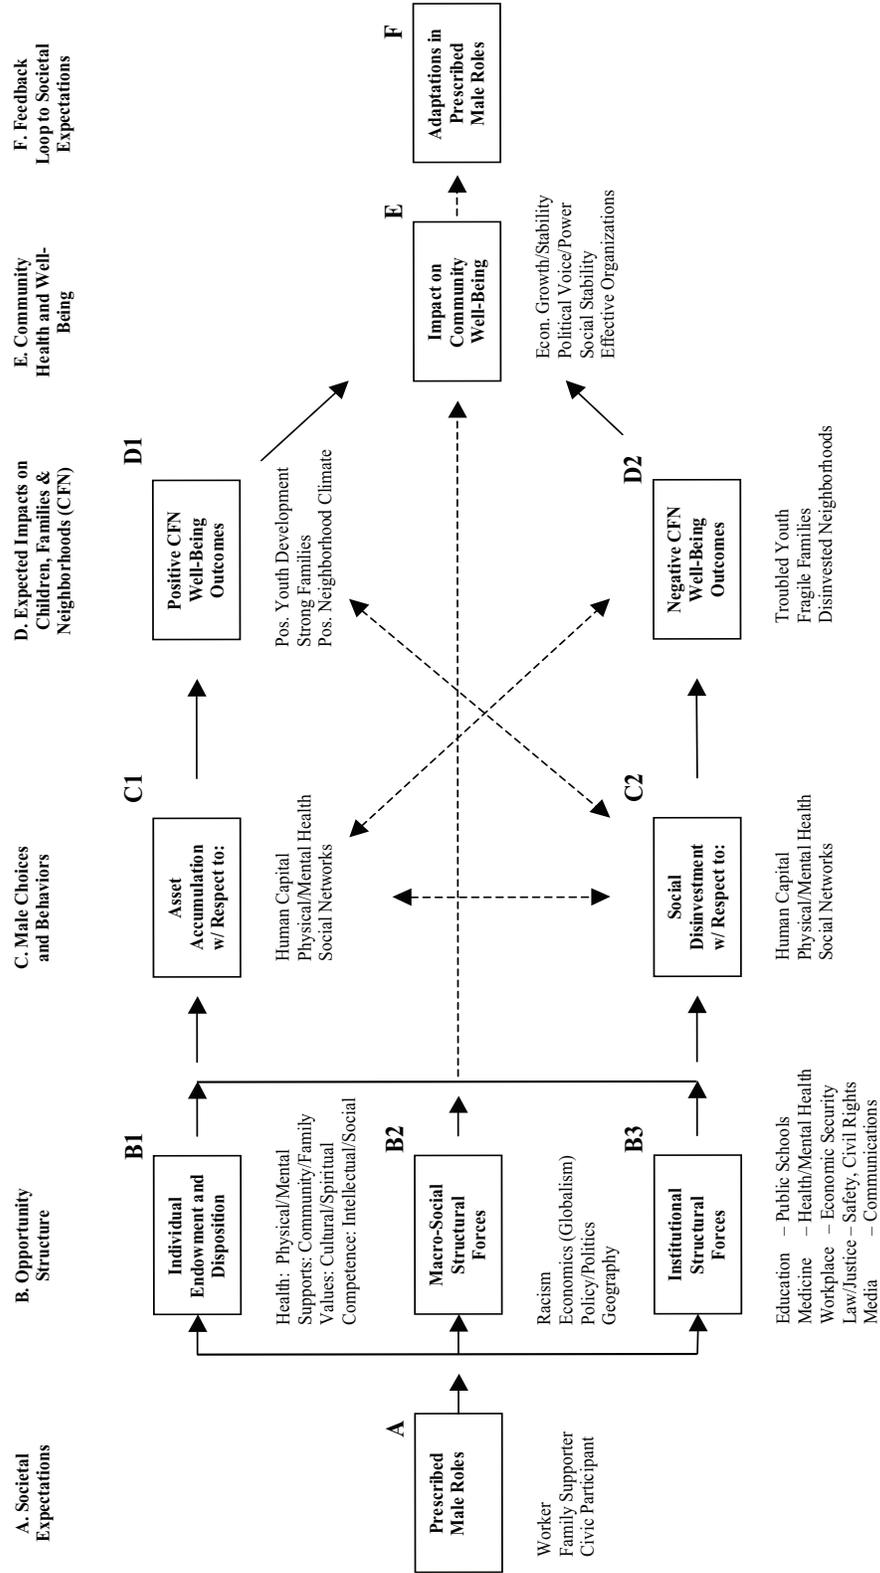 A. Societal
Expectations
B. Opportunity
Structure
C. Male Choices
and Behaviors
D. Expected Impacts on
Children, Families &
Neighborhoods (CFN)
E. Community
Health and Well-
Being
F. Feedback
Loop to Societal
Expectations
A
Prescribed
Male Roles
Worker
Family Supporter
Civic Participant
B1
Individual
Endowment and
Disposition
Health: Physical/Mental
Supports: Community/Family
Values: Cultural/Spiritual
Competence: Intellectual/Social
B2
Macro-Social
Structural
Forces
Racism
Economics (Globalism)
Policy/Politics
Geography
B3
Institutional
Structural
Forces
Education – Public Schools
Medicine – Health/Mental Health
Workplace – Economic Security
Law/Justice – Safety, Civil Rights
Media – Communications
C1
Asset
Accumulation
w/ Respect to:
Human Capital
Physical/Mental Health
Social Networks
C2
Social
Disinvestment
w/ Respect to:
Human Capital
Physical/Mental Health
Social Networks
D1
Positive CFN
Well-Being
Outcomes
Pos. Youth Development
Strong Families
Pos. Neighborhood Climate
D2
Negative CFN
Well-Being
Outcomes
Troubled Youth
Fragile Families
Disinvested Neighborhoods
E
Impact on
Community
Well-Being
Econ. Growth/Stability
Political Voice/Power
Social Stability
Effective Organizations
F
Adaptations in
Prescribed
Male Roles